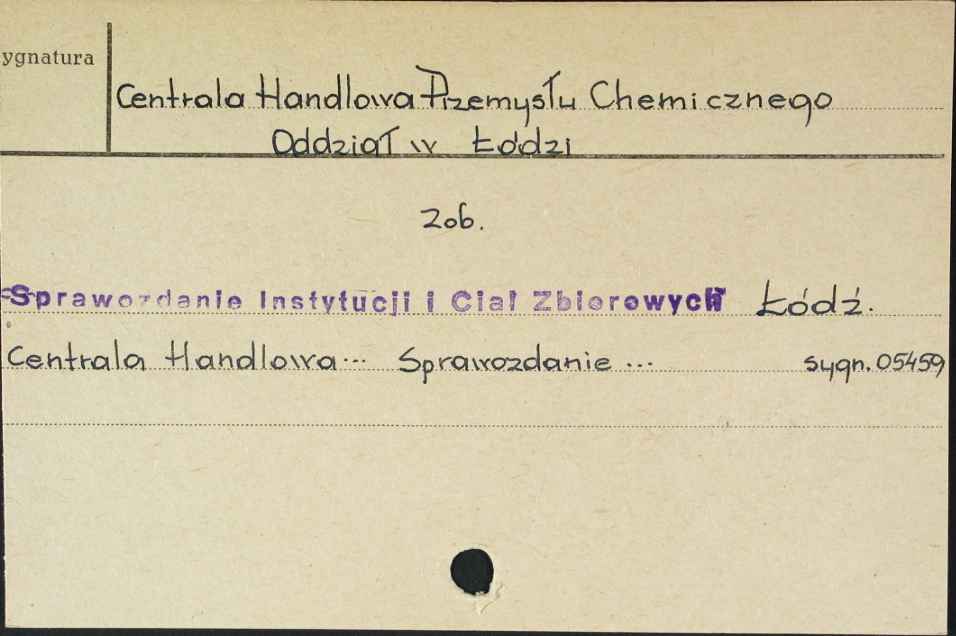 ygnatura
Centrala Handlowa Przemysłu Chemicznego
Oddział w Łodzi
Zob.
Sprawozdanie Instytucji i Ciał Zbiorowych Łódź.
Centrala Handlowa... Sprawozdanie ... sygn. 05459